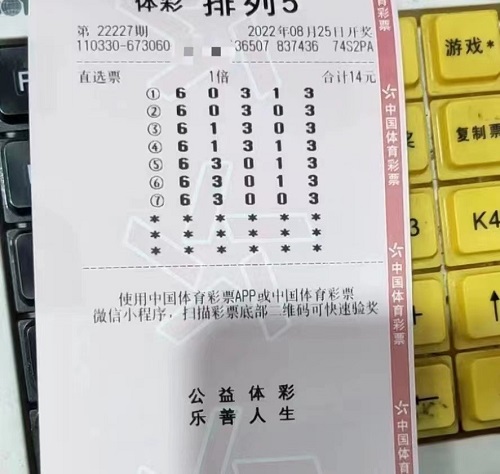 体彩 排列5
第 22227期 2022年08月25日开奖
110330-673060 36507 837436 74S2PA
直选票 1倍 合计14元
① 6 0 3 1 3
② 6 0 3 0 3
③ 6 1 3 0 3
④ 6 1 3 1 3
⑤ 6 3 0 1 3
⑥ 6 3 0 1 3
⑦ 6 3 0 0 3
* * * * * *
* * * * * *
* * * * * *
使用中国体育彩票APP或中国体育彩票
微信小程序，扫描彩票底部二维码可快速验奖
公益体彩
乐善人生
体育彩票
中国体育彩票
中国体育彩票
中国体育彩票
游戏*
奖
复制票
3
K4
+